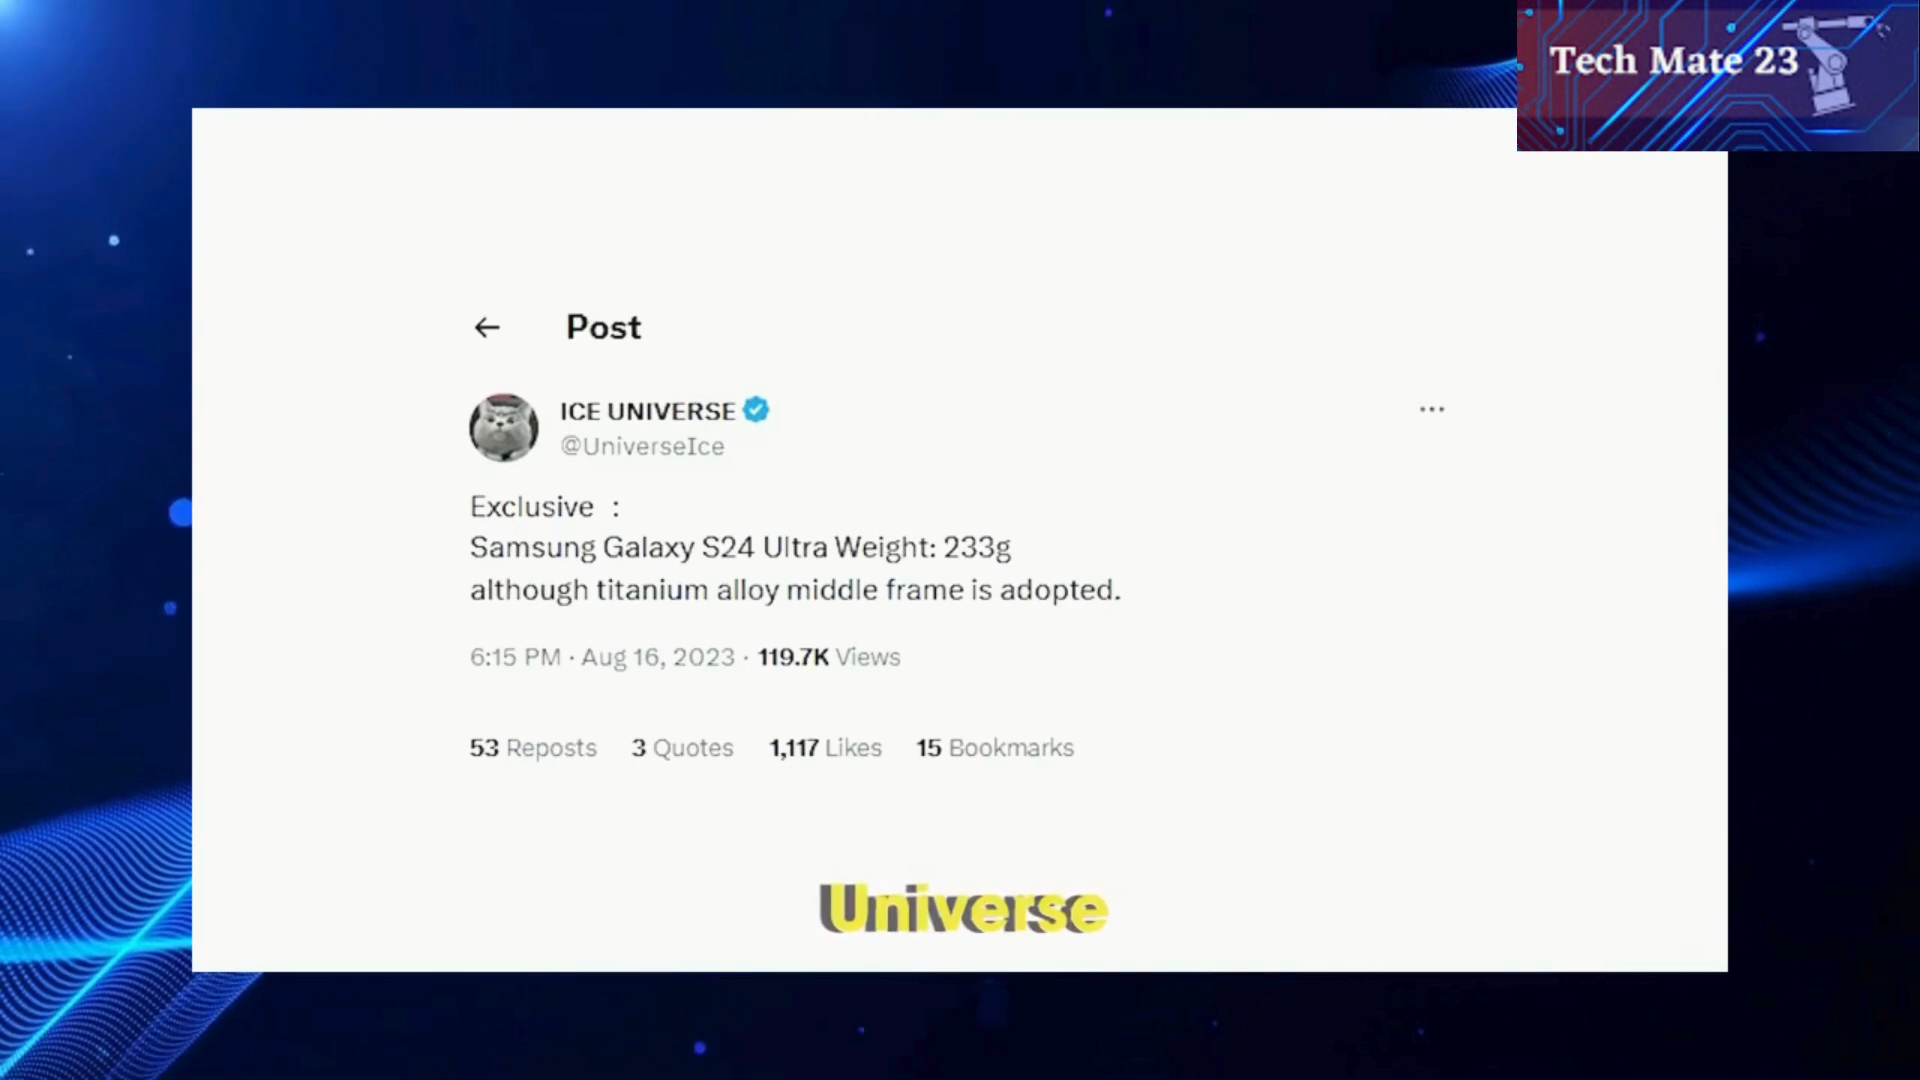 Tech Mate 23
Post
ICE UNIVERSE
@UniverseIce
Exclusive :
Samsung Galaxy S24 Ultra Weight: 233g
although titanium alloy middle frame is adopted.
6:15 PM · Aug 16, 2023 · 119.7K Views
53 Reposts 3 Quotes 1,117 Likes 15 Bookmarks
Universe